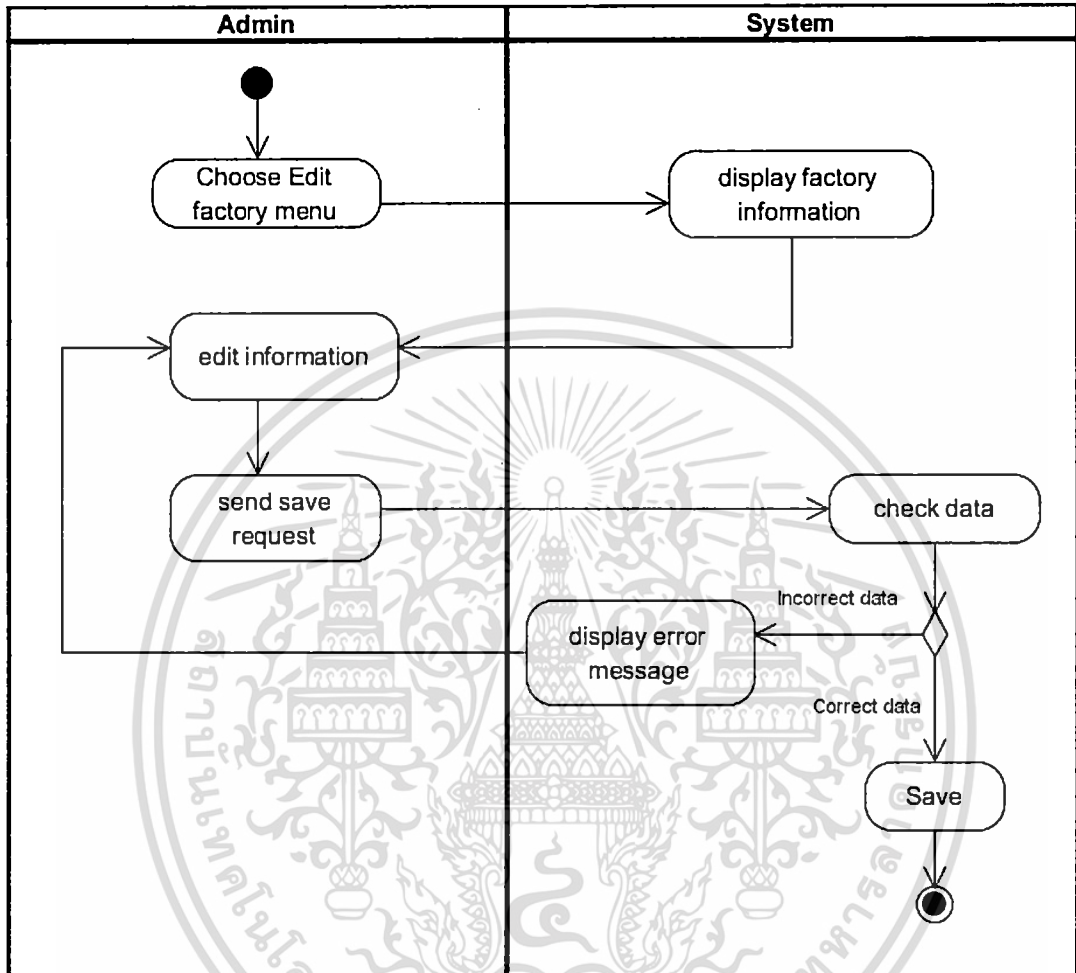 Admin
System
Choose Edit
factory menu
display factory
information
edit information
send save
request
check data
Incorrect data
display error
message
Correct data
Save